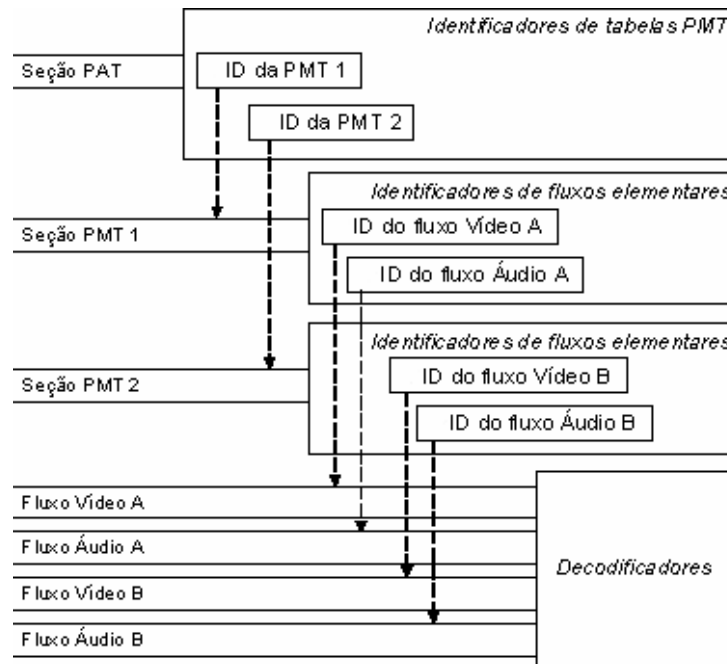 Identificadores de tabelas PMT
Seção PAT
ID da PMT 1
ID da PMT 2
Identificadores de fluxos elementares
Seção PMT 1
ID do fluxo Vídeo A
ID do fluxo Áudio A
Identificadores de fluxos elementares
Seção PMT 2
ID do fluxo Vídeo B
ID do fluxo Áudio B
Fluxo Vídeo A
Fluxo Áudio A
Decodificadores
Fluxo Vídeo B
Fluxo Áudio B